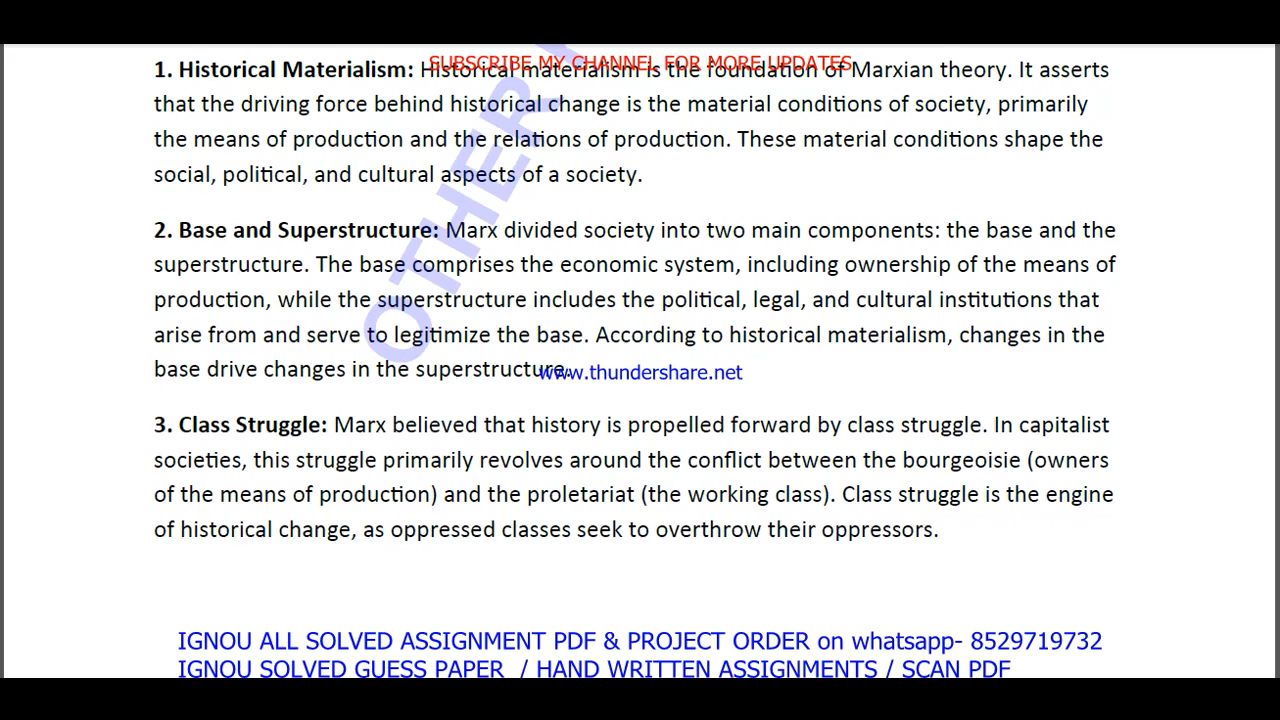 SUBSCRIBE MY CHANNEL FOR MORE UPDATES
1. Historical Materialism: Historical materialism is the foundation of Marxian theory. It asserts
that the driving force behind historical change is the material conditions of society, primarily
the means of production and the relations of production. These material conditions shape the
social, political, and cultural aspects of a society.
2. Base and Superstructure: Marx divided society into two main components: the base and the
superstructure. The base comprises the economic system, including ownership of the means of
production, while the superstructure includes the political, legal, and cultural institutions that
arise from and serve to legitimize the base. According to historical materialism, changes in the
base drive changes in the superstructure.
www.thundershare.net
3. Class Struggle: Marx believed that history is propelled forward by class struggle. In capitalist
societies, this struggle primarily revolves around the conflict between the bourgeoisie (owners
of the means of production) and the proletariat (the working class). Class struggle is the engine
of historical change, as oppressed classes seek to overthrow their oppressors.
OTHER
IGNOU ALL SOLVED ASSIGNMENT PDF & PROJECT ORDER on whatsapp- 8529719732
IGNOU SOLVED GUESS PAPER / HAND WRITTEN ASSIGNMENTS / SCAN PDF